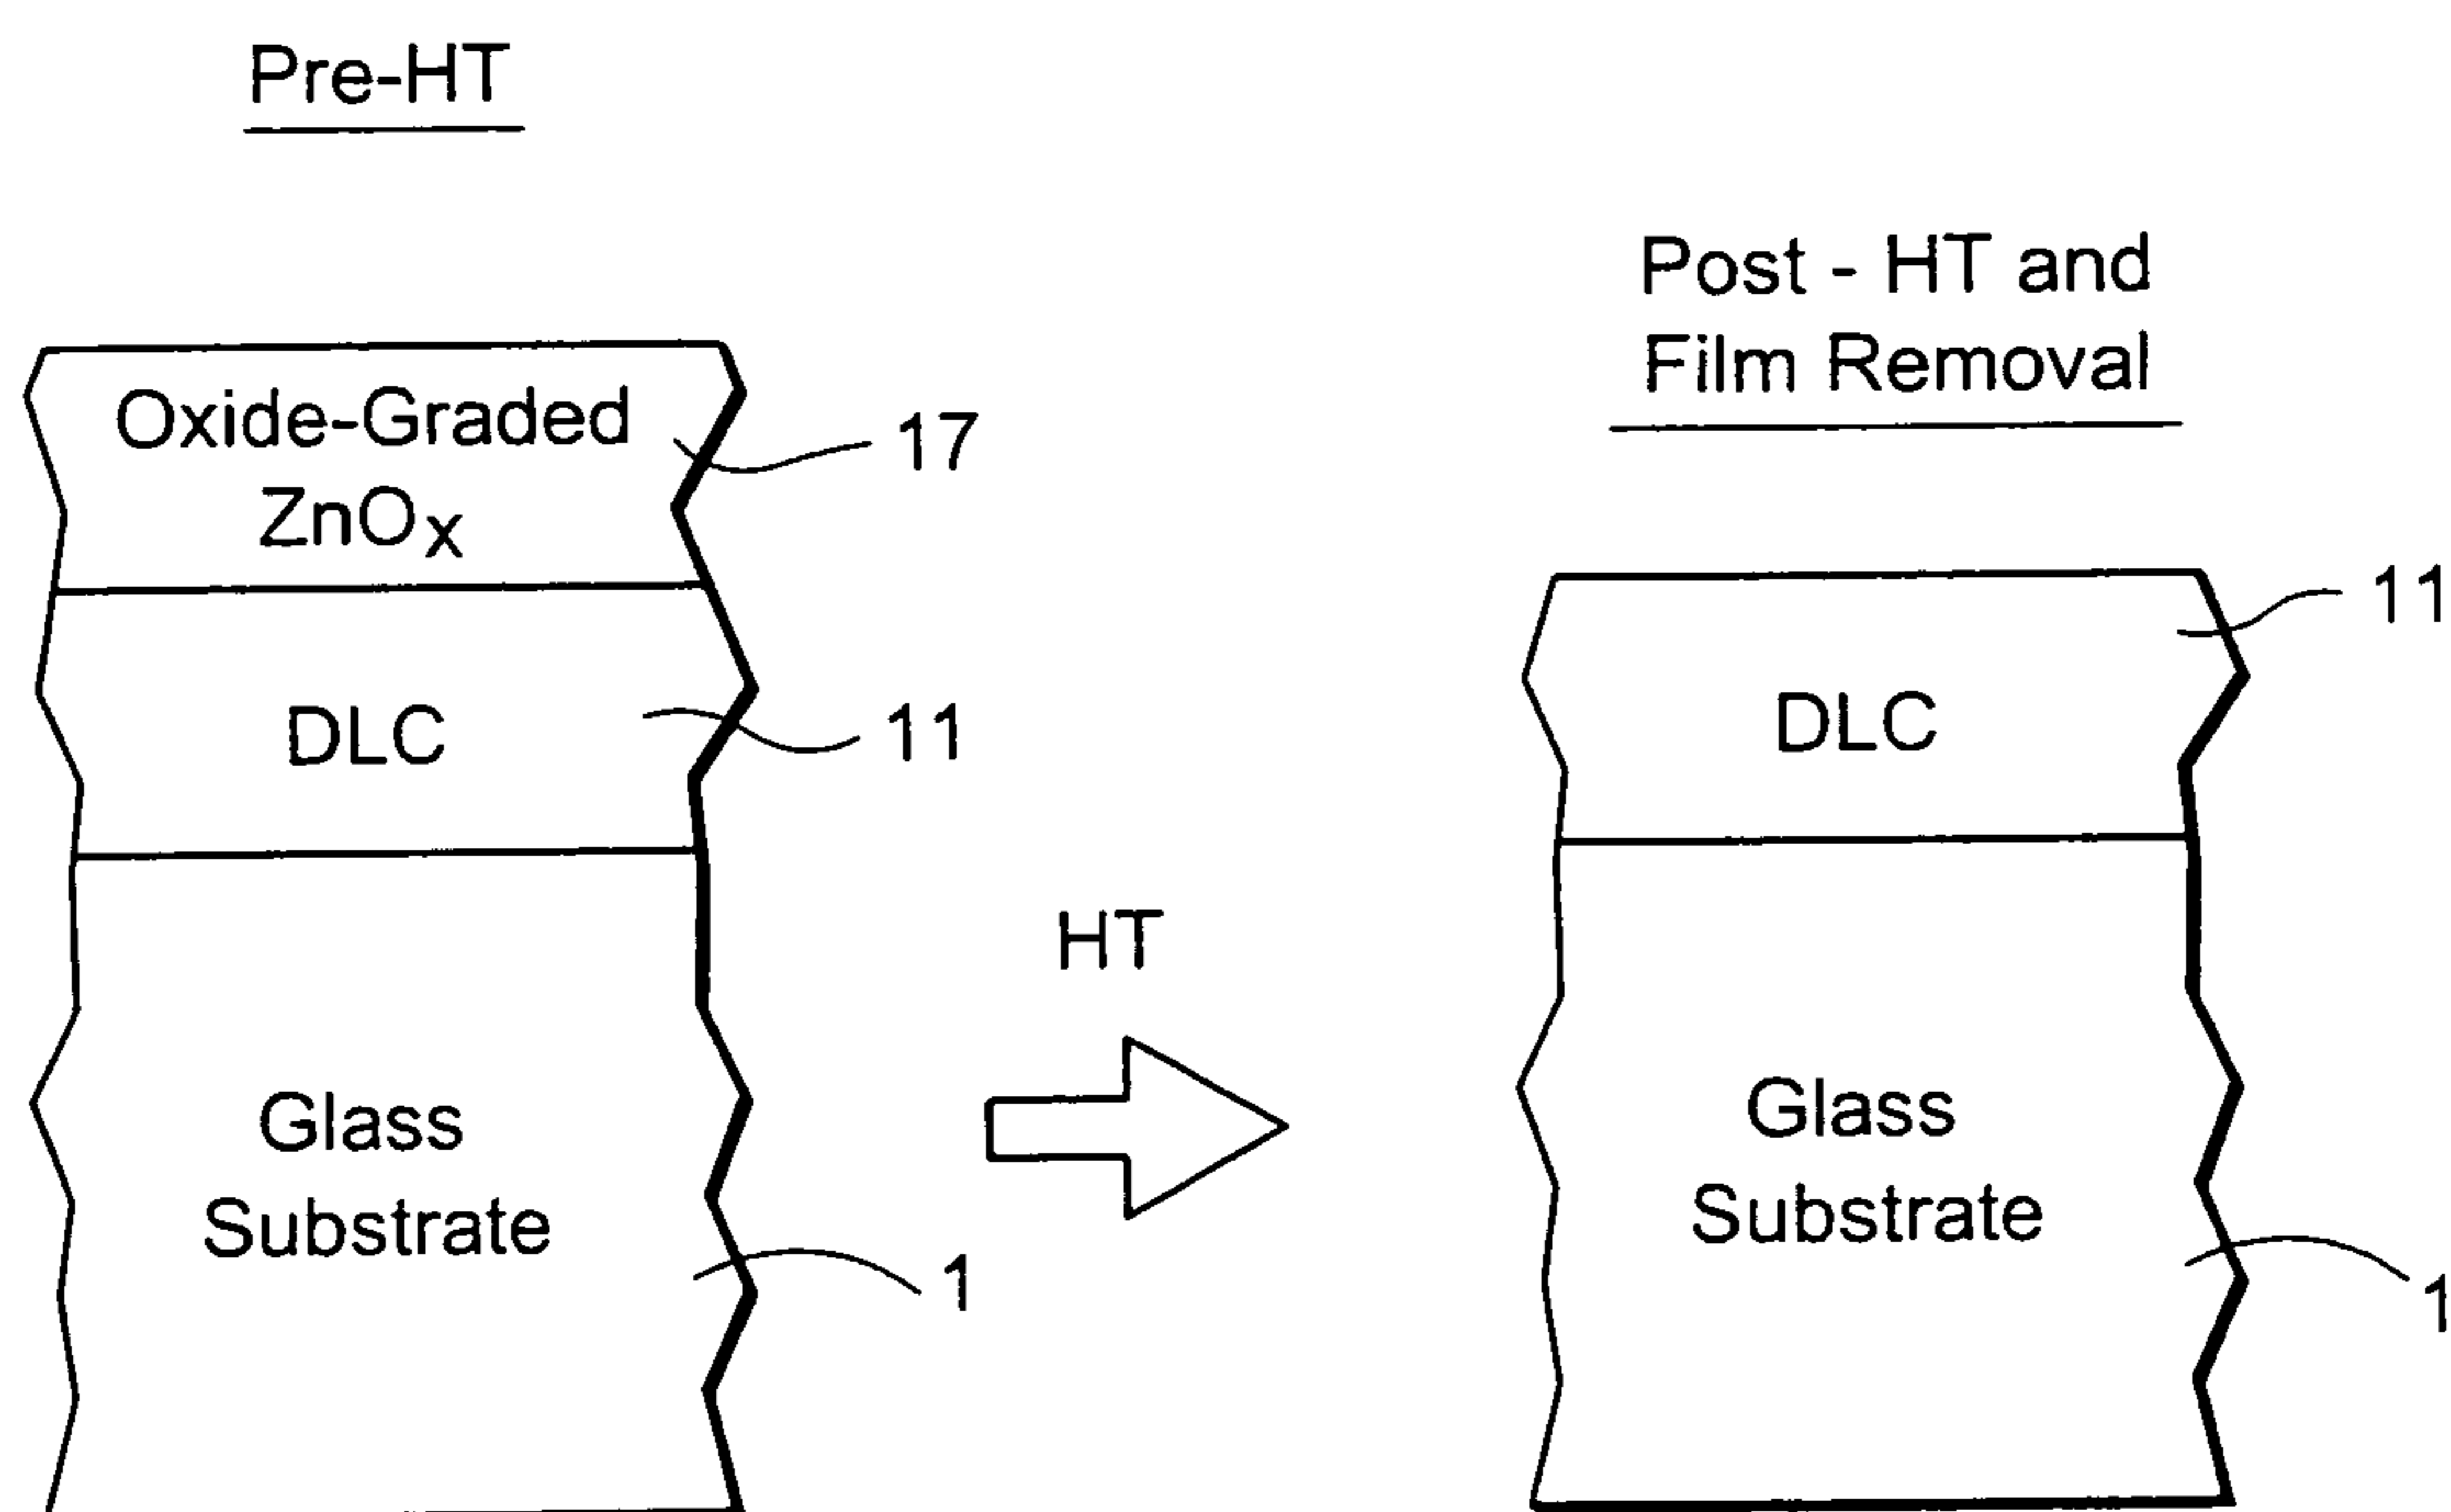 Pre-HT
Oxide-Graded
ZnOx
17
DLC
11
Glass
Substrate
1
HT
Post - HT and
Film Removal
11
DLC
Glass
Substrate
1